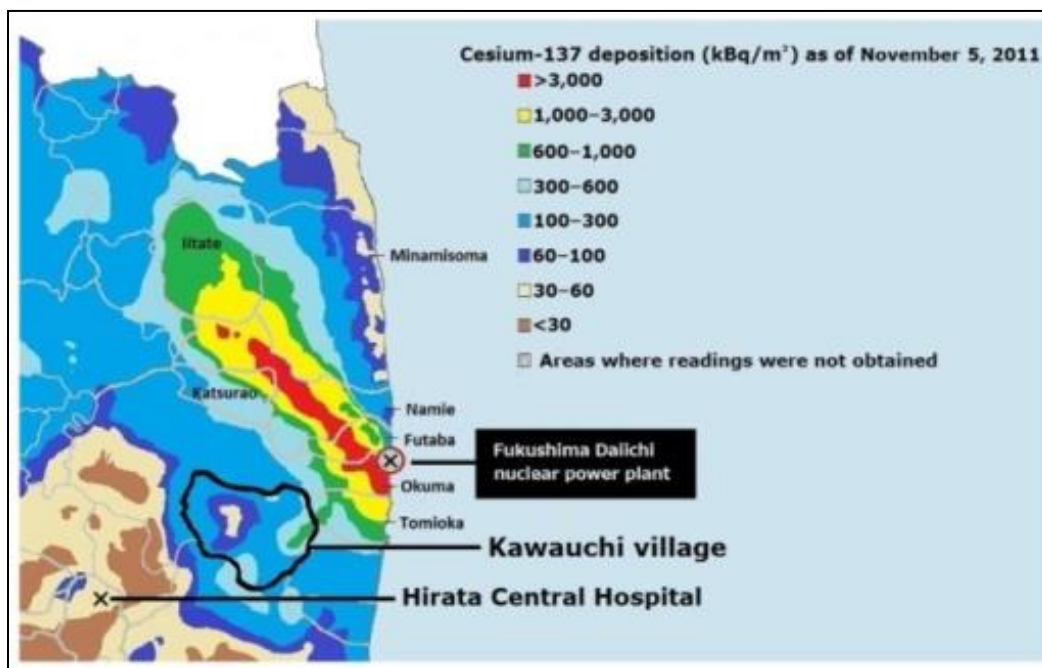 Cesium-137 deposition (kBq/m²) as of November 5, 2011
>3,000
1,000–3,000
600–1,000
300–600
100–300
60–100
30–60
<30
Areas where readings were not obtained
Iitate
Minamisoma
Katsurao
Namie
Futaba
Fukushima Daiichi
nuclear power plant
Okuma
Tomioka
Kawauchi village
Hirata Central Hospital